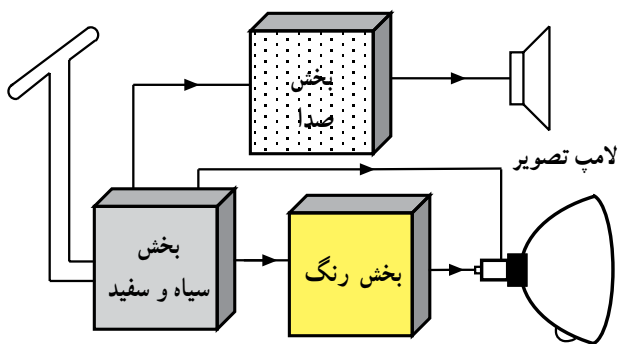 بخش
صدا
لامپ تصویر
بخش
سیاه و سفید
بخش رنگ